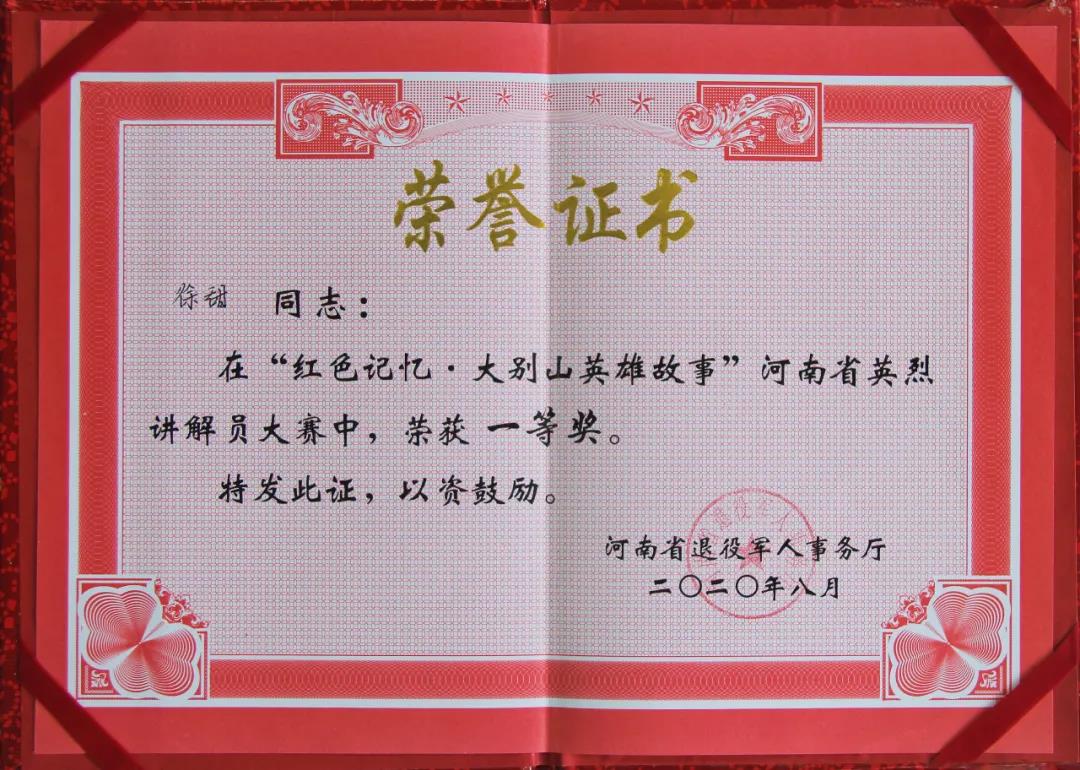 荣誉证书
徐甜 同志：
在“红色记忆·大别山英雄故事”河南省英烈
讲解员大赛中，荣获 一等奖。
特发此证，以资鼓励。
河南省退役军人事务厅
二〇二〇年八月